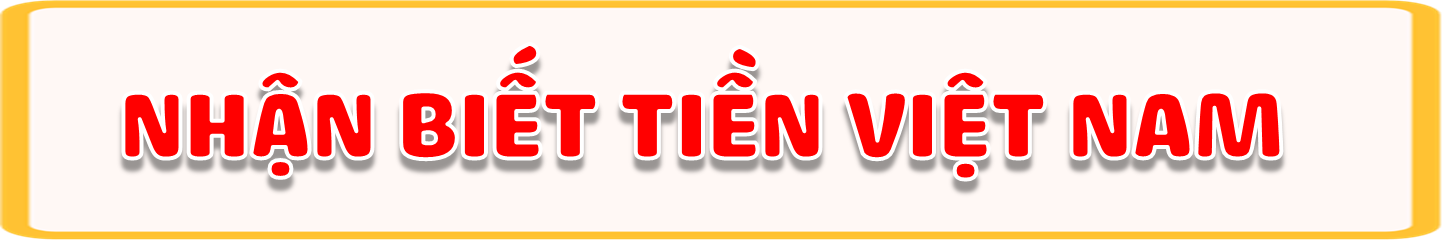 NHẬN BIẾT TIỀN VIỆT NAM